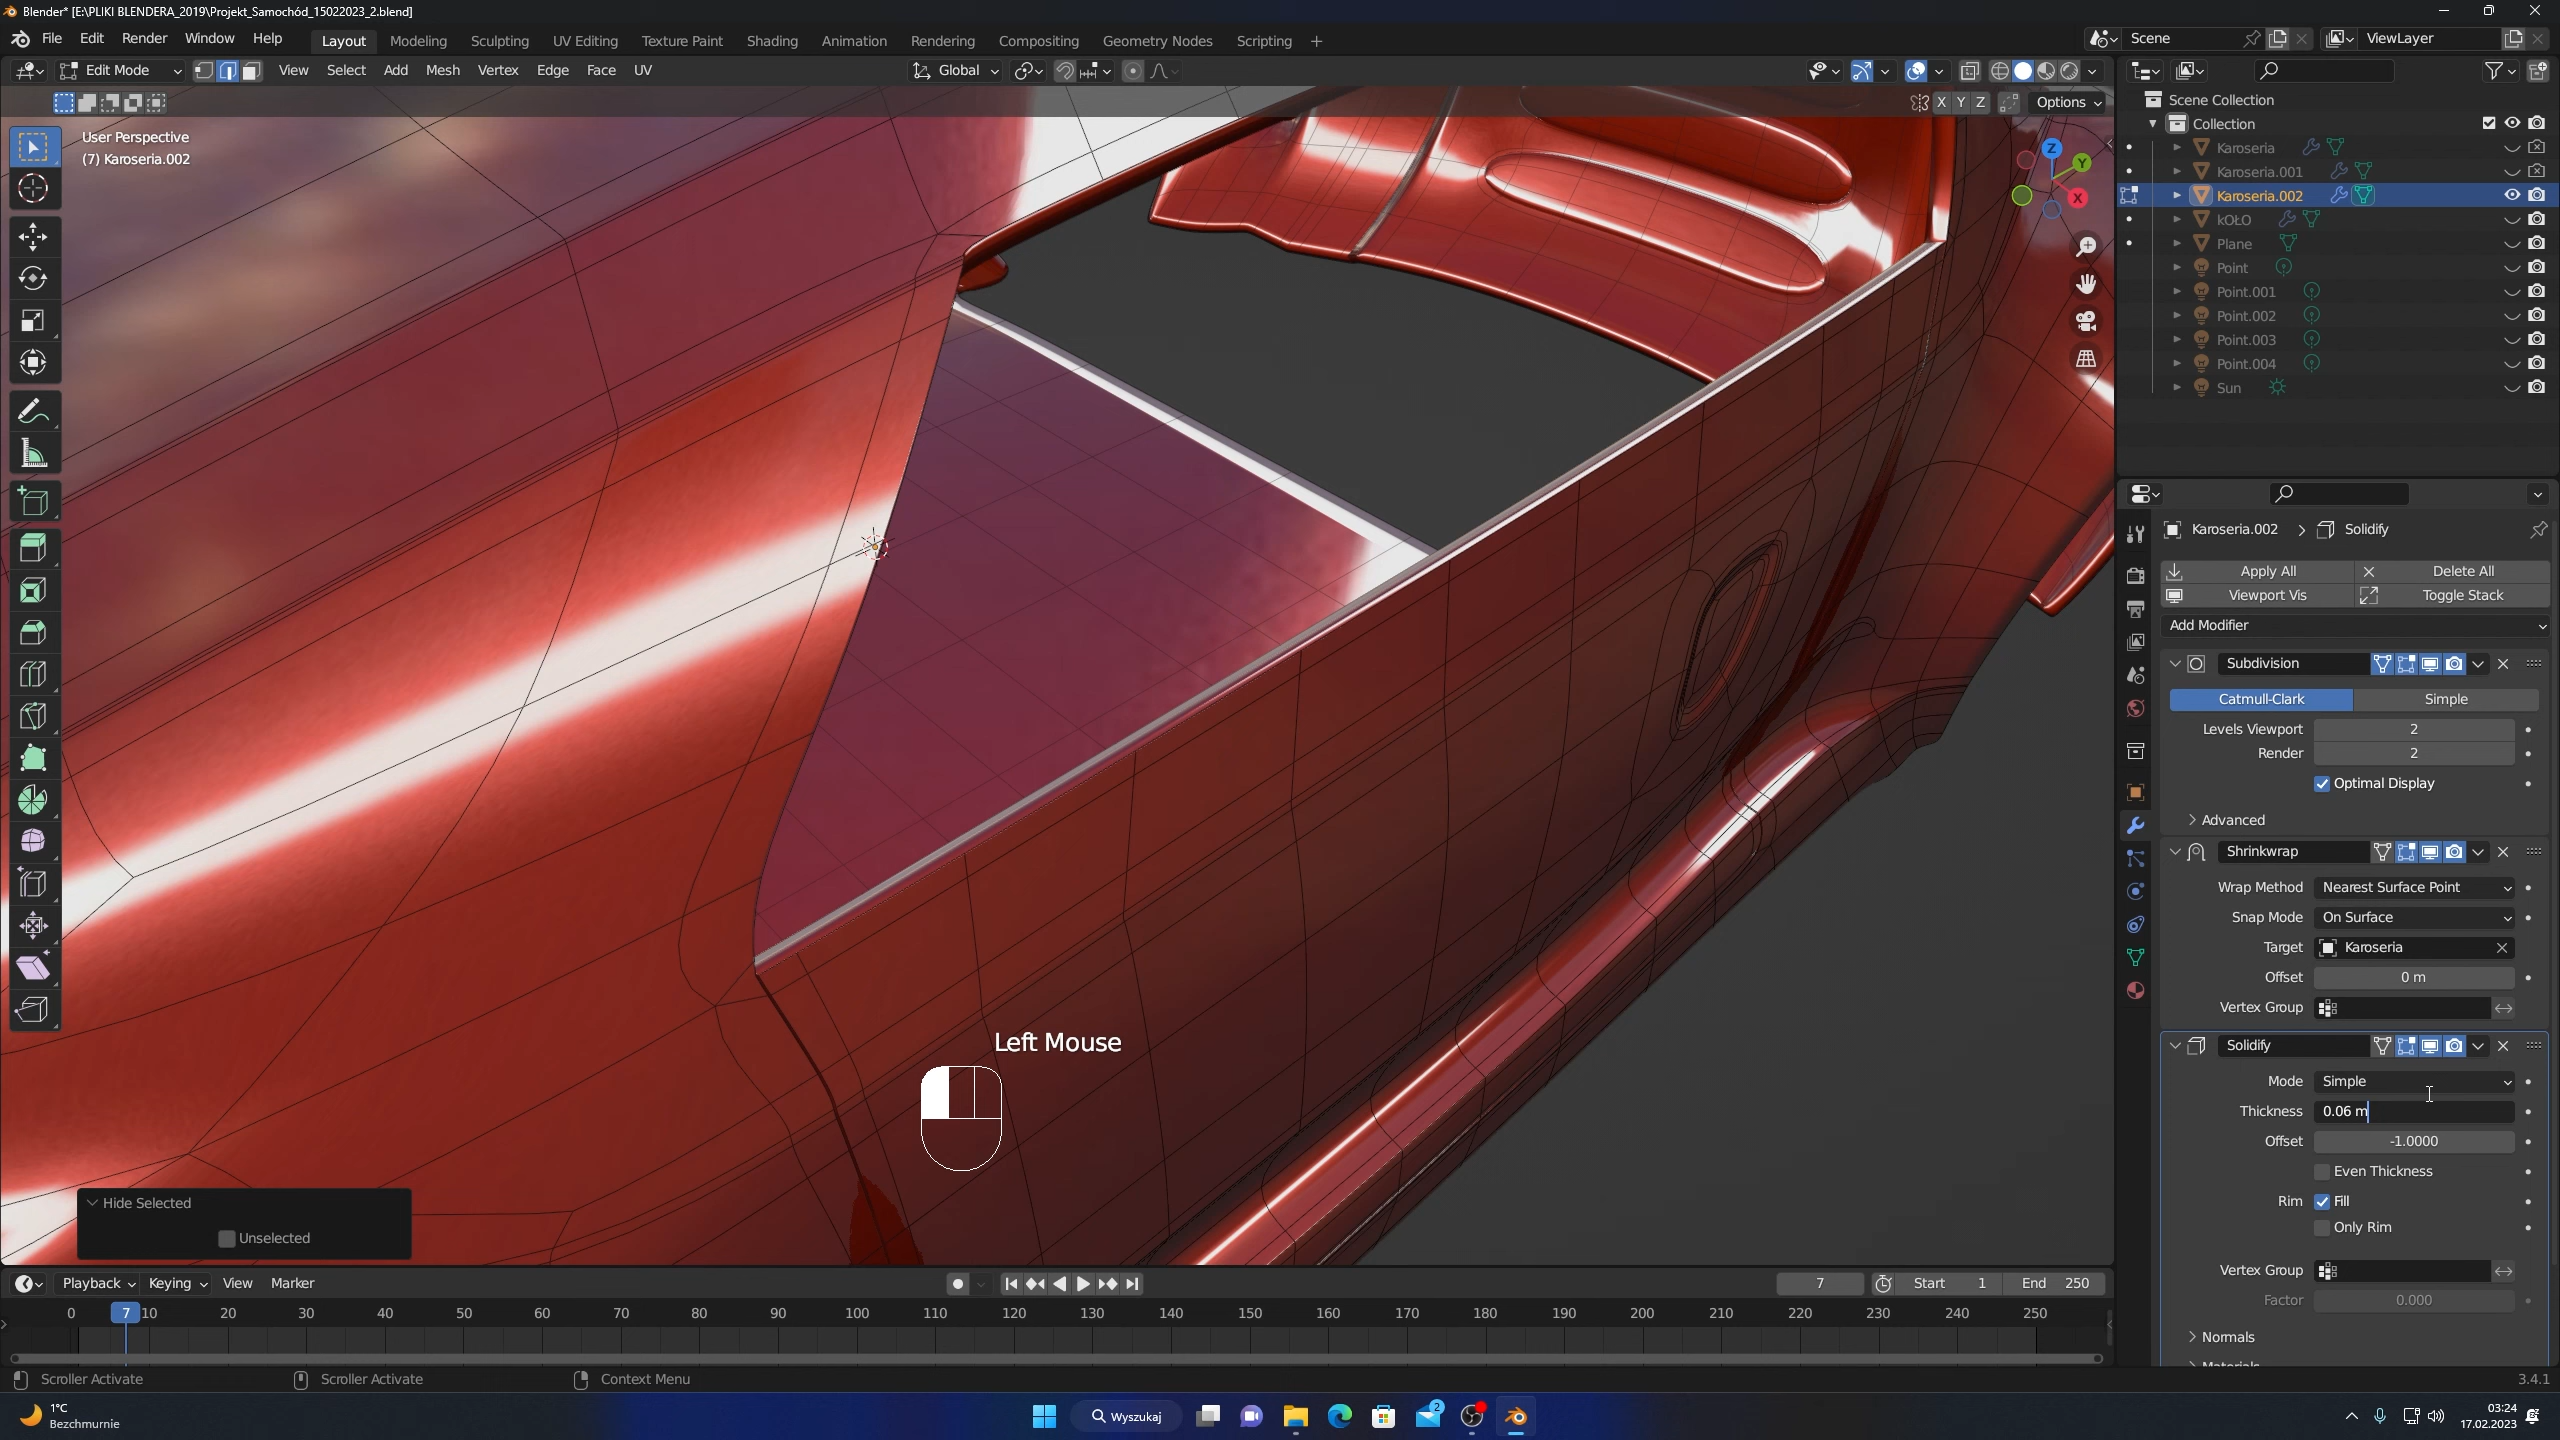 Blender* [E:\PLIKI BLENDERA_2019\Projekt_Samochód_15022023_2.blend]
File Edit Render Window Help
Layout Modeling Sculpting UV Editing Texture Paint Shading Animation Rendering Compositing Geometry Nodes Scripting +
Scene
ViewLayer
Edit Mode
View Select Add Mesh Vertex Edge Face UV
Global
X Y Z
Options
User Perspective
(7) Karoseria.002
Z
Y
X
Scene Collection
Collection
Karoseria
Karoseria.001
Karoseria.002
kOŁO
Plane
Point
Point.001
Point.002
Point.003
Point.004
Sun
Karoseria.002 > Solidify
Apply All
Delete All
Viewport Vis
Toggle Stack
Add Modifier
Subdivision
Catmull-Clark
Simple
Levels Viewport 2
Render 2
Optimal Display
Advanced
Shrinkwrap
Wrap Method Nearest Surface Point
Snap Mode On Surface
Target Karoseria
Offset 0 m
Vertex Group
Solidify
Mode Simple
Thickness 0.06 m
Offset -1.0000
Even Thickness
Rim Fill
Only Rim
Vertex Group
Factor 0.000
Normals
Materials
Left Mouse
Hide Selected
Unselected
Playback Keying View Marker
7
Start 1
End 250
0 7 10 20 30 40 50 60 70 80 90 100 110 120 130 140 150 160 170 180 190 200 210 220 230 240 250
Scroller Activate
Scroller Activate
Context Menu
3.4.1
1°C
Bezchmurnie
Wyszukaj
2
03:24
17.02.2023